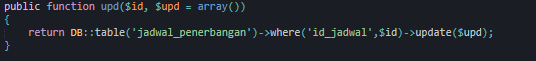 public function upd($id, $upd = array())
{
return DB::table('jadwal_penerbangan')->where('id_jadwal',$id)->update($upd);
}